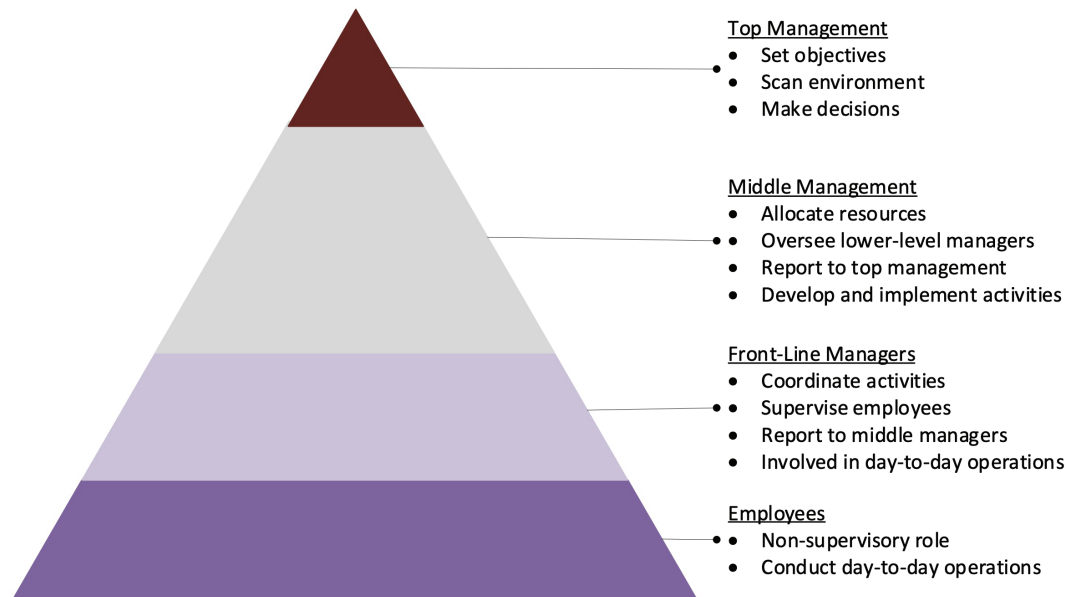 Top Management
• Set objectives
• Scan environment
• Make decisions
Middle Management
• Allocate resources
• Oversee lower-level managers
• Report to top management
• Develop and implement activities
Front-Line Managers
• Coordinate activities
• Supervise employees
• Report to middle managers
• Involved in day-to-day operations
Employees
• Non-supervisory role
• Conduct day-to-day operations